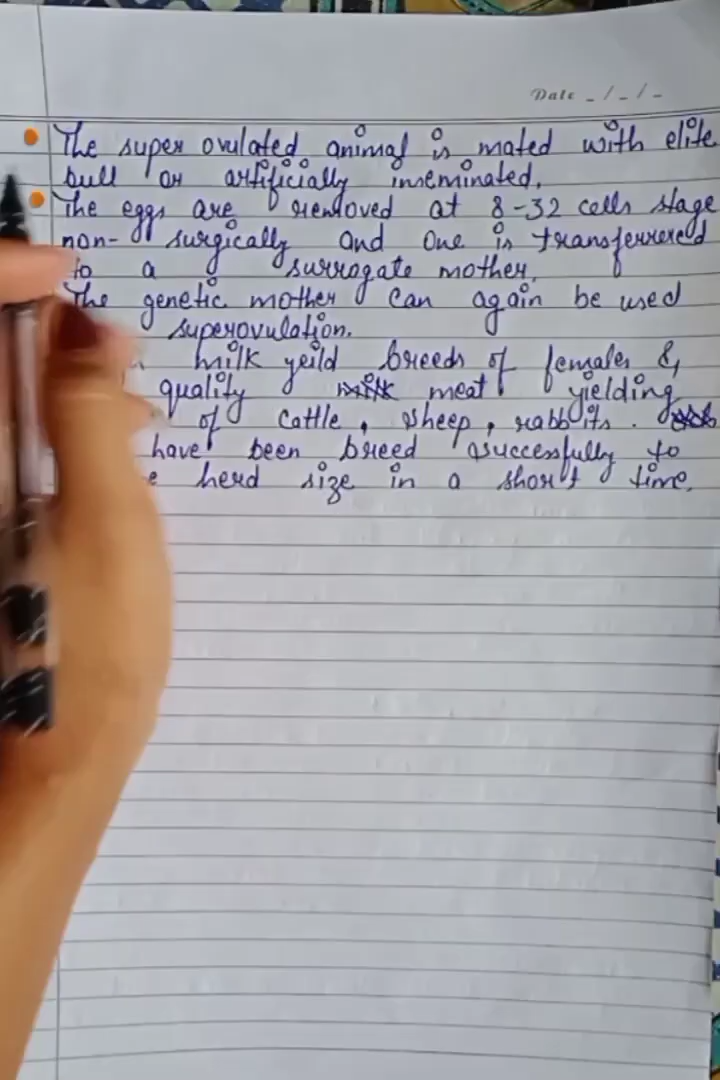 Date _ / _ / _
The super ovulated animal is mated with elite
bull or artificially inseminated.
The eggs are removed at 8-32 cells stage
non- surgically and one is transferrered
to a surrogate mother.
The genetic mother can again be used
superovulation.
milk yeild breeds of females &
quality meat yielding
of cattle, sheep, rabbits.
have been breed successfully to
herd size in a short time.